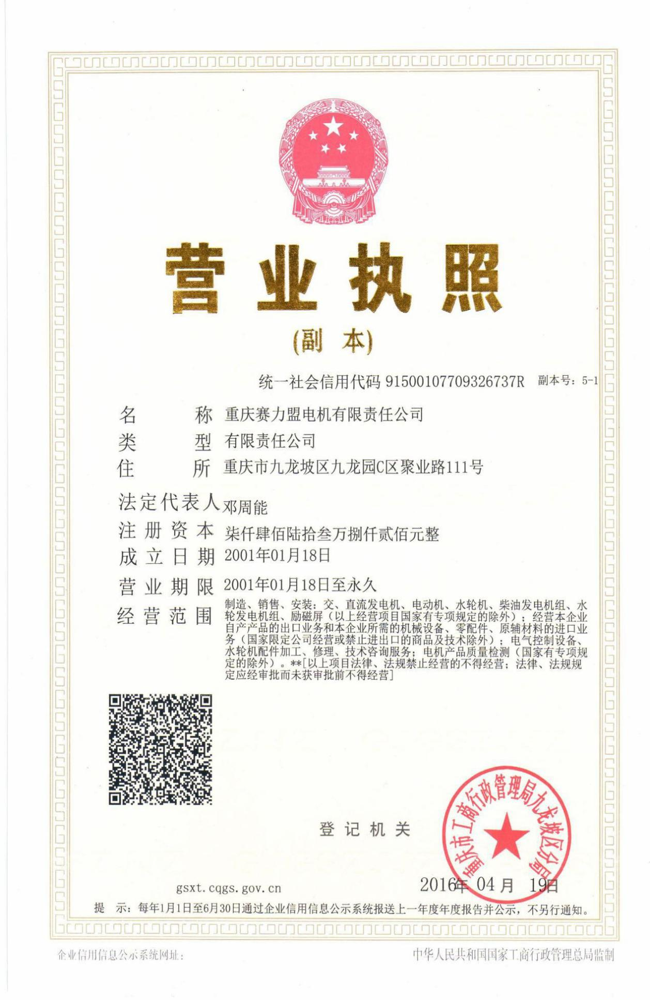 营业执照
(副 本)
统一社会信用代码 91500107709326737R 副本号：5-1
名称 重庆赛力盟电机有限责任公司
类型 有限责任公司
住所 重庆市九龙坡区九龙园C区聚业路111号
法定代表人 邓周能
注册资本 柒仟肆佰陆拾叁万捌仟贰佰元整
成立日期 2001年01月18日
营业期限 2001年01月18日至永久
经营范围 制造、销售、安装：交、直流发电机、电动机、水轮机、柴油发电机组、水
轮发电机组、励磁屏（以上经营项目国家有专项规定的除外）；经营本企业
自产产品的出口业务和本企业所需的机械设备、零配件、原辅材料的进口业
务（国家限定公司经营或禁止进出口的商品及技术除外）；电气控制设备、
水轮机配件加工、修理、技术咨询服务；电机产品质量检测（国家有专项规
定的除外）。**[以上项目法律、法规禁止经营的不得经营；法律、法规规
定应经审批而未获审批前不得经营]
重庆市工商行政管理局九龙坡区分局
登记机关
2016年 04月 19日
gsxt.cqgs.gov.cn
提 示：每年1月1日至6月30日通过企业信用信息公示系统报送上一年度年度报告并公示，不另行通知。
企业信用信息公示系统网址：
中华人民共和国国家工商行政管理总局监制